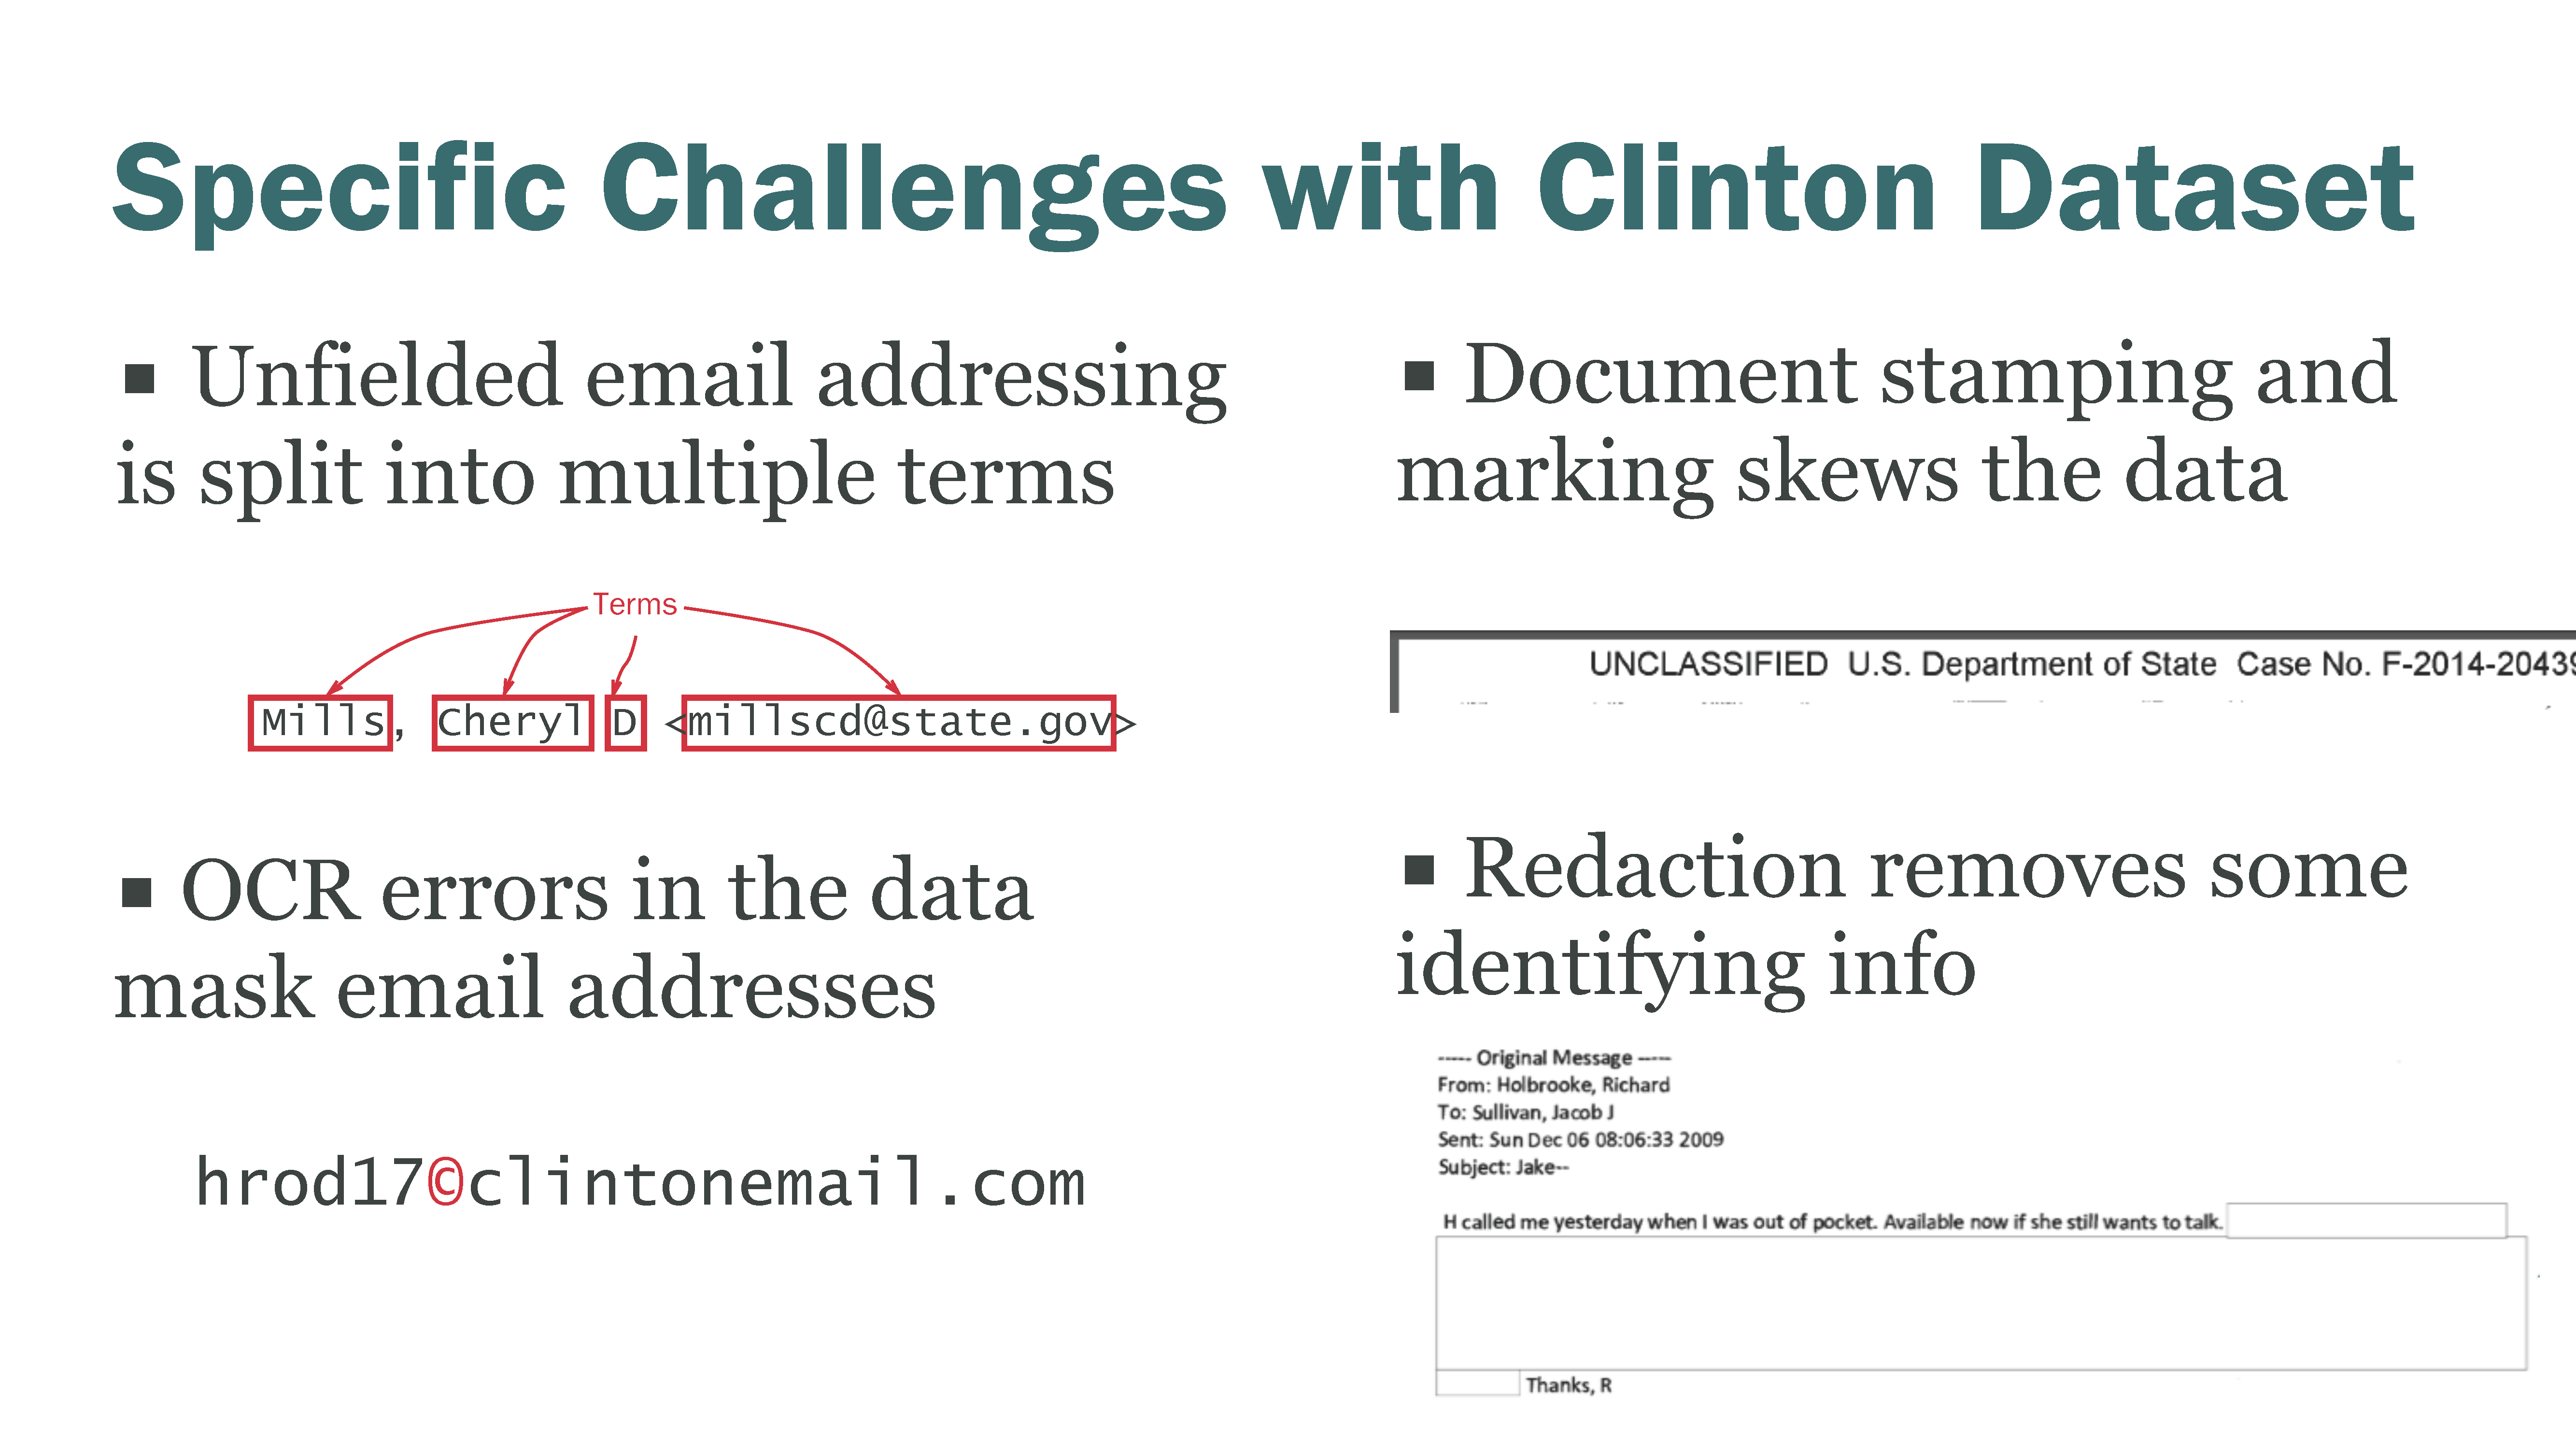 Specific Challenges with Clinton Dataset
▪ Unfielded email addressing
is split into multiple terms
Terms
Mills, Cheryl D <millscd@state.gov>
▪ OCR errors in the data
mask email addresses
hrod17©clintonemail.com
▪ Document stamping and
marking skews the data
UNCLASSIFIED U.S. Department of State Case No. F-2014-20439
▪ Redaction removes some
identifying info
----- Original Message -----
From: Holbrooke, Richard
To: Sullivan, Jacob J
Sent: Sun Dec 06 08:06:33 2009
Subject: Jake--
H called me yesterday when I was out of pocket. Available now if she still wants to talk.
Thanks, R